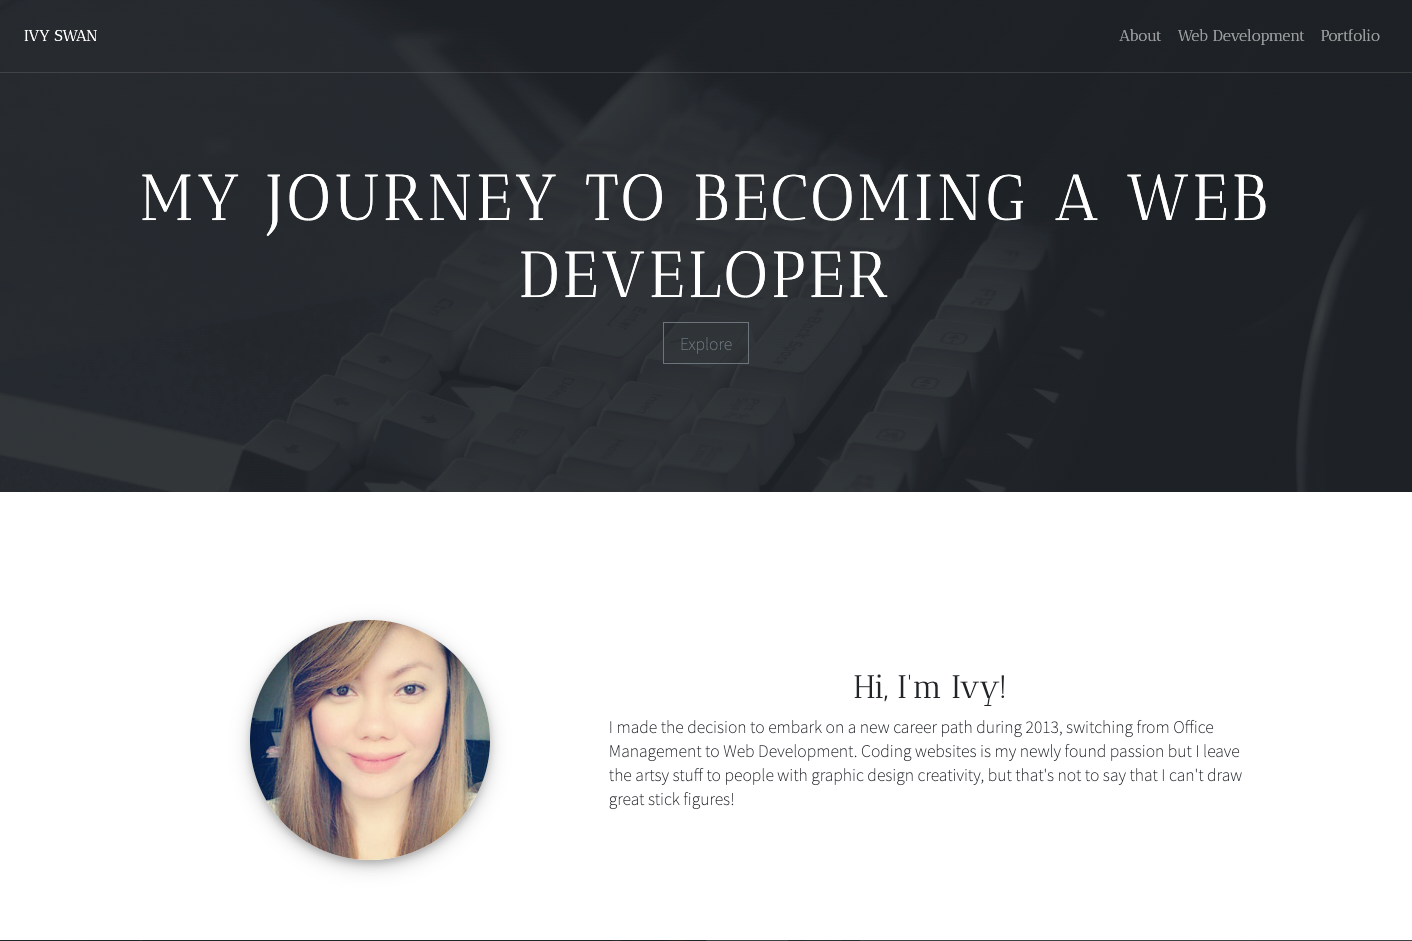 IVY SWAN
About Web Development Portfolio
MY JOURNEY TO BECOMING A WEB
DEVELOPER
Explore
Hi, I'm Ivy!
I made the decision to embark on a new career path during 2013, switching from Office
Management to Web Development. Coding websites is my newly found passion but I leave
the artsy stuff to people with graphic design creativity, but that's not to say that I can't draw
great stick figures!